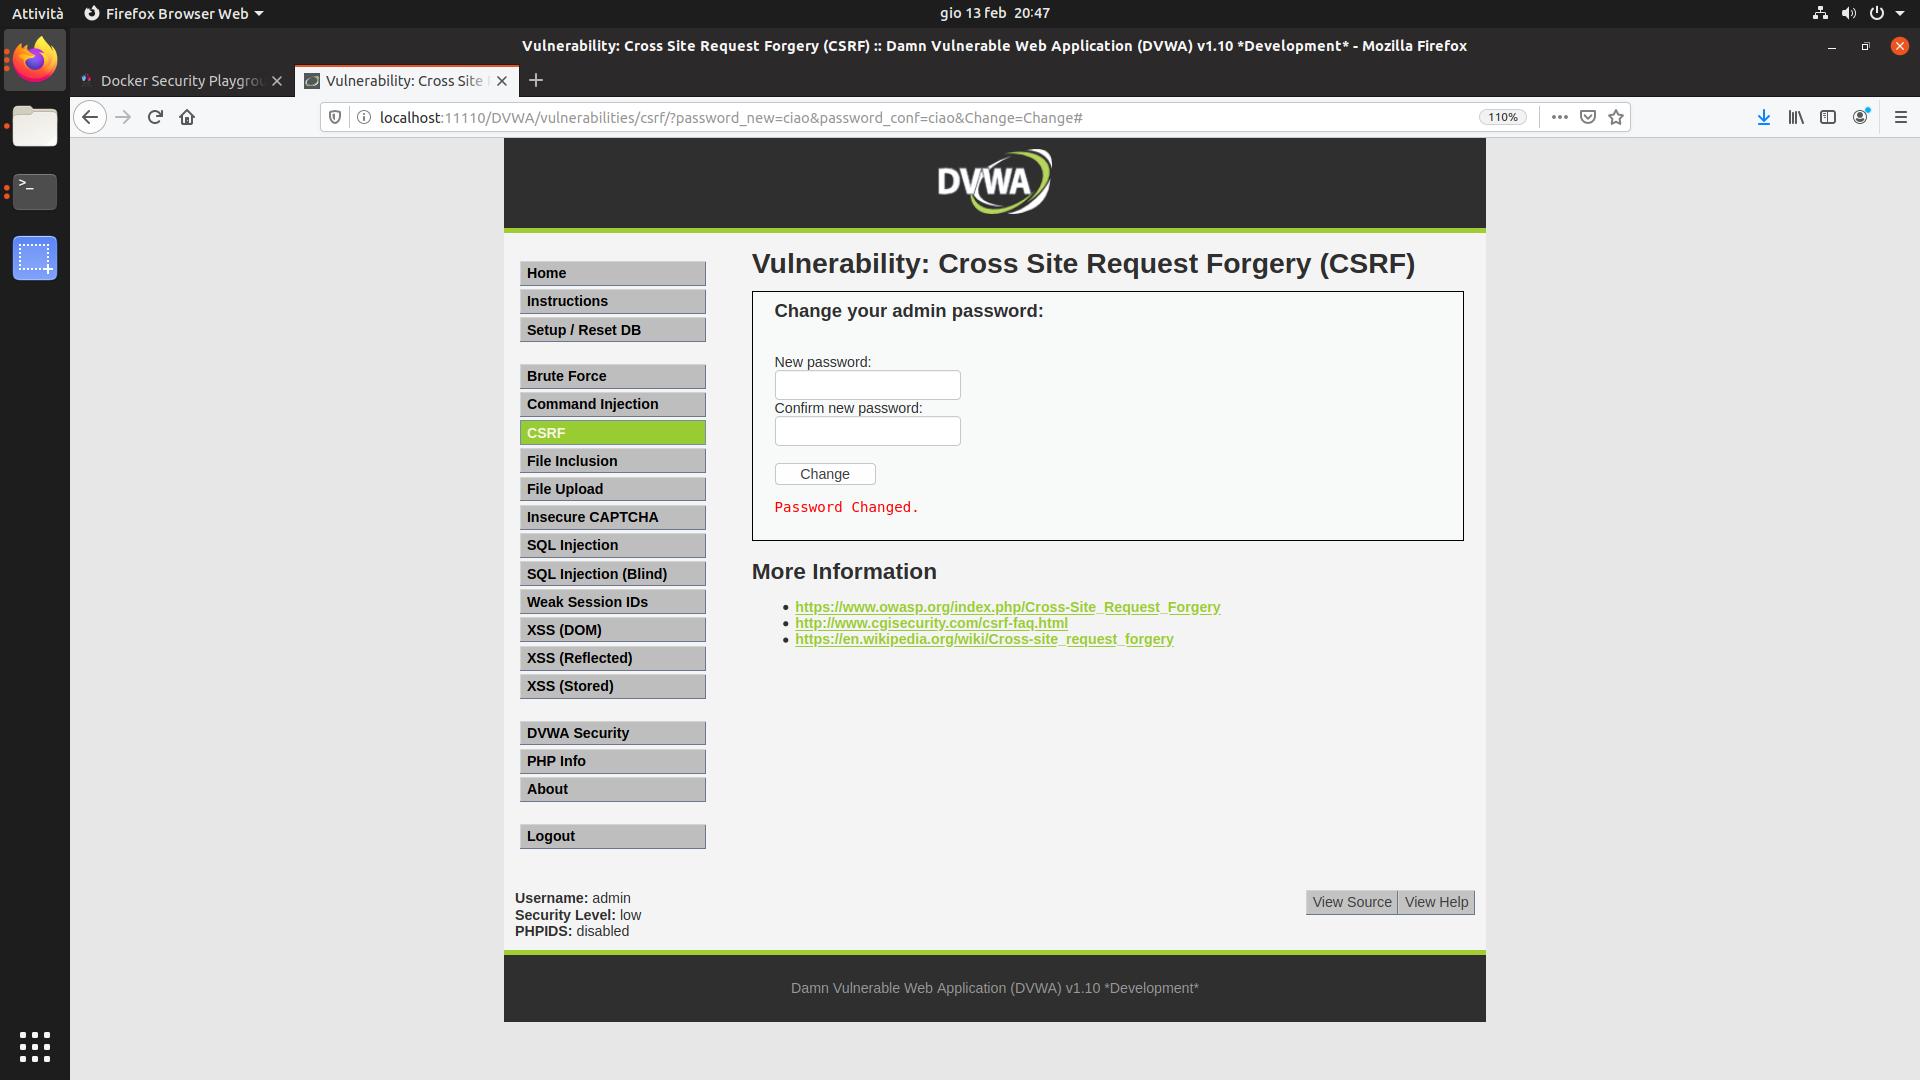 Attività
Firefox Browser Web
gio 13 feb 20:47
Vulnerability: Cross Site Request Forgery (CSRF) :: Damn Vulnerable Web Application (DVWA) v1.10 *Development* - Mozilla Firefox
Docker Security Playgrou
Vulnerability: Cross Site
localhost:11110/DVWA/vulnerabilities/csrf/?password_new=ciao&password_conf=ciao&Change=Change#
110%
DVWA
Home
Instructions
Setup / Reset DB
Brute Force
Command Injection
CSRF
File Inclusion
File Upload
Insecure CAPTCHA
SQL Injection
SQL Injection (Blind)
Weak Session IDs
XSS (DOM)
XSS (Reflected)
XSS (Stored)
DVWA Security
PHP Info
About
Logout
Vulnerability: Cross Site Request Forgery (CSRF)
Change your admin password:
New password:
Confirm new password:
Change
Password Changed.
More Information
https://www.owasp.org/index.php/Cross-Site_Request_Forgery
http://www.cgisecurity.com/csrf-faq.html
https://en.wikipedia.org/wiki/Cross-site_request_forgery
Username: admin
Security Level: low
PHPIDS: disabled
View Source
View Help
Damn Vulnerable Web Application (DVWA) v1.10 *Development*